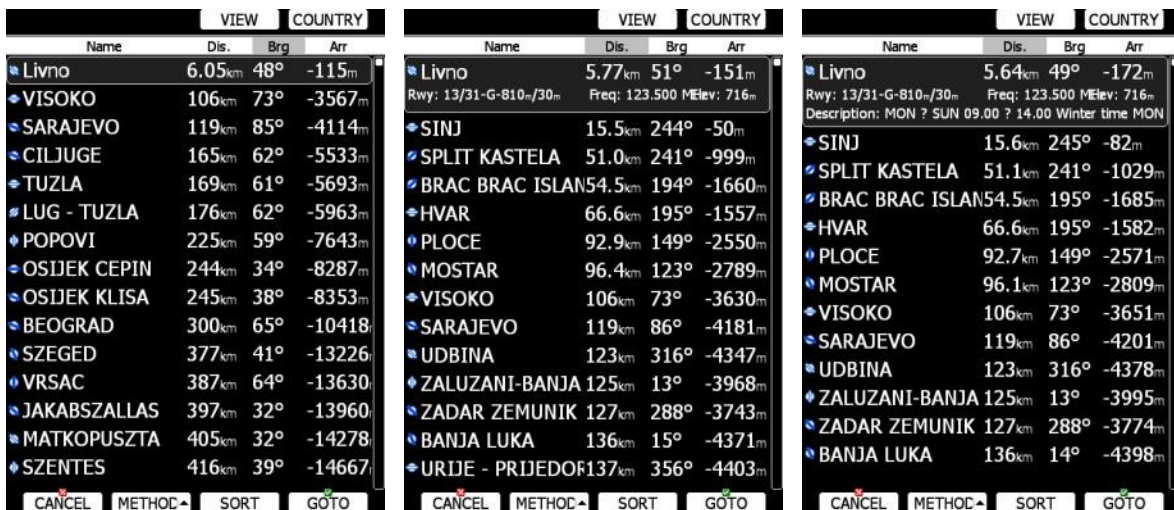 VIEW COUNTRY
Name Dis. Brg Arr
Livno 6.05km 48° -115m
VISOKO 106km 73° -3567m
SARAJEVO 119km 85° -4114m
CILJUGE 165km 62° -5533m
TUZLA 169km 61° -5693m
LUG - TUZLA 176km 62° -5963m
POPOVI 225km 59° -7643m
OSIJEK CEPIN 244km 34° -8287m
OSIJEK KLISA 245km 38° -8353m
BEOGRAD 300km 65° -10418
SZEGED 377km 41° -13226
VRSAC 387km 64° -13630
JAKABSZALLAS 397km 32° -13960
MATKOPUSZTA 405km 32° -14278
SZENTES 416km 39° -14667
CANCEL METHOD SORT GOTO
VIEW COUNTRY
Name Dis. Brg Arr
Livno 5.77km 51° -151m
Rwy: 13/31-G-810m/30m Freq: 123.500 MElev: 716m
SINJ 15.5km 244° -50m
SPLIT KASTELA 51.0km 241° -999m
BRAC BRAC ISLAN 54.5km 194° -1660m
HVAR 66.6km 195° -1557m
PLOCE 92.9km 149° -2550m
MOSTAR 96.4km 123° -2789m
VISOKO 106km 73° -3630m
SARAJEVO 119km 86° -4181m
UDBINA 123km 316° -4347m
ZALUZANI-BANJA 125km 13° -3968m
ZADAR ZEMUNIK 127km 288° -3743m
BANJA LUKA 136km 15° -4371m
URIJE - PRIJEDOR 137km 356° -4403m
CANCEL METHOD SORT GOTO
VIEW COUNTRY
Name Dis. Brg Arr
Livno 5.64km 49° -172m
Rwy: 13/31-G-810m/30m Freq: 123.500 MElev: 716m
Description: MON ? SUN 09.00 ? 14.00 Winter time MON
SINJ 15.6km 245° -82m
SPLIT KASTELA 51.1km 241° -1029m
BRAC BRAC ISLAN 54.5km 195° -1685m
HVAR 66.6km 195° -1582m
PLOCE 92.7km 149° -2571m
MOSTAR 96.1km 123° -2809m
VISOKO 106km 73° -3651m
SARAJEVO 119km 86° -4201m
UDBINA 123km 316° -4378m
ZALUZANI-BANJA 125km 13° -3995m
ZADAR ZEMUNIK 127km 288° -3774m
BANJA LUKA 136km 14° -4398m
CANCEL METHOD SORT GOTO